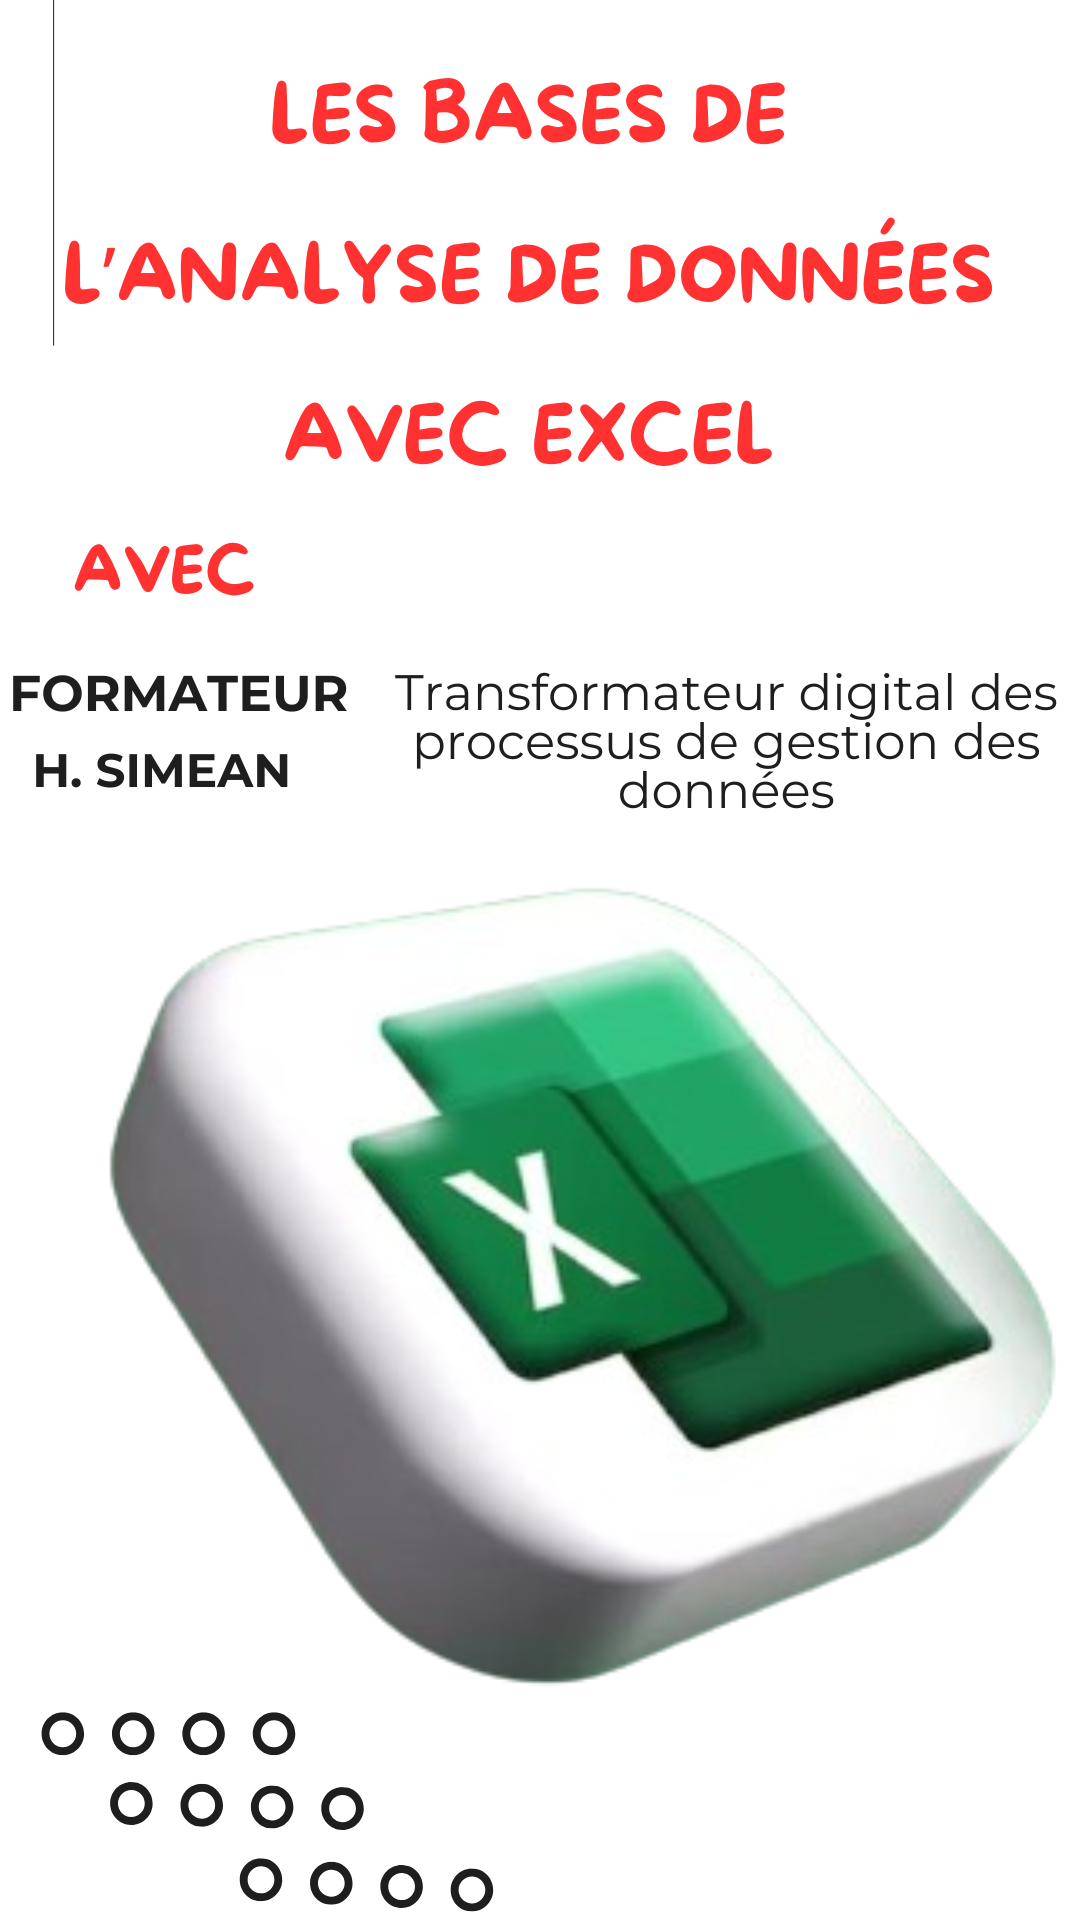 LES BASES DE
L'ANALYSE DE DONNÉES
AVEC EXCEL
AVEC
FORMATEUR
H. SIMEAN
Transformateur digital des
processus de gestion des
données
X